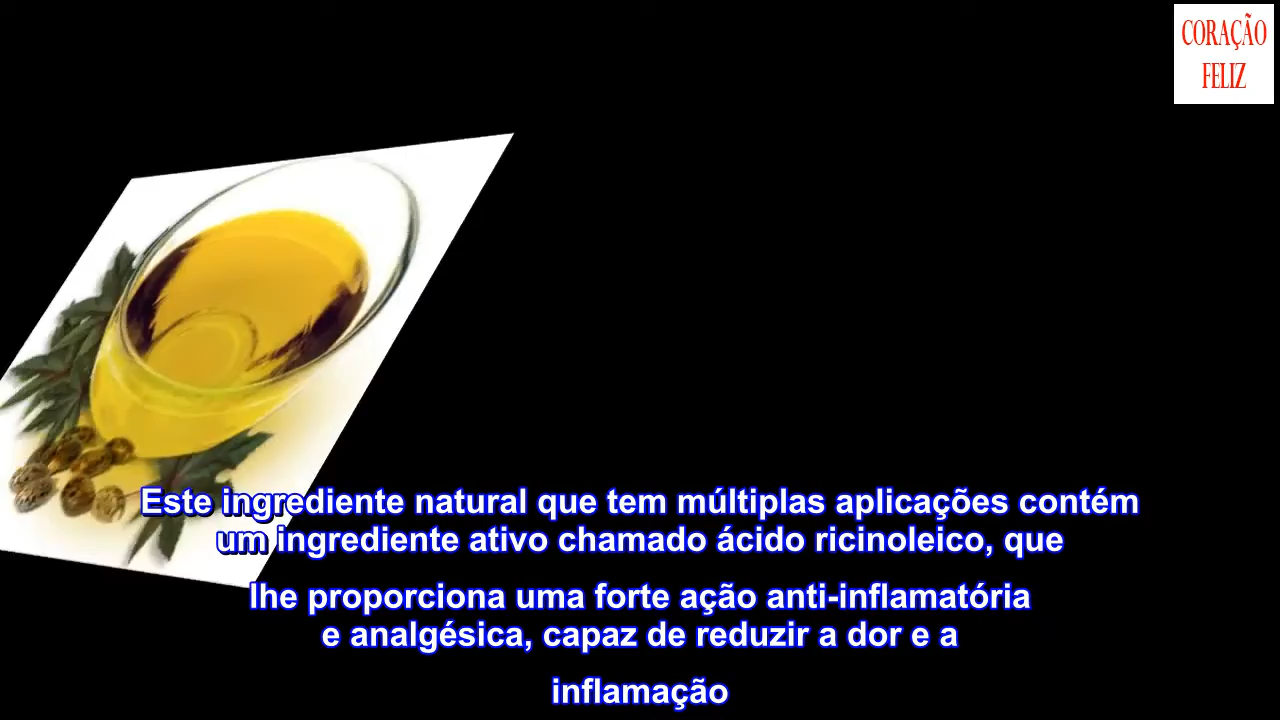 CORAÇÃO
FELIZ
Este ingrediente natural que tem múltiplas aplicações contém
um ingrediente ativo chamado ácido ricinoleico, que
lhe proporciona uma forte ação anti-inflamatória
e analgésica, capaz de reduzir a dor e a
inflamação